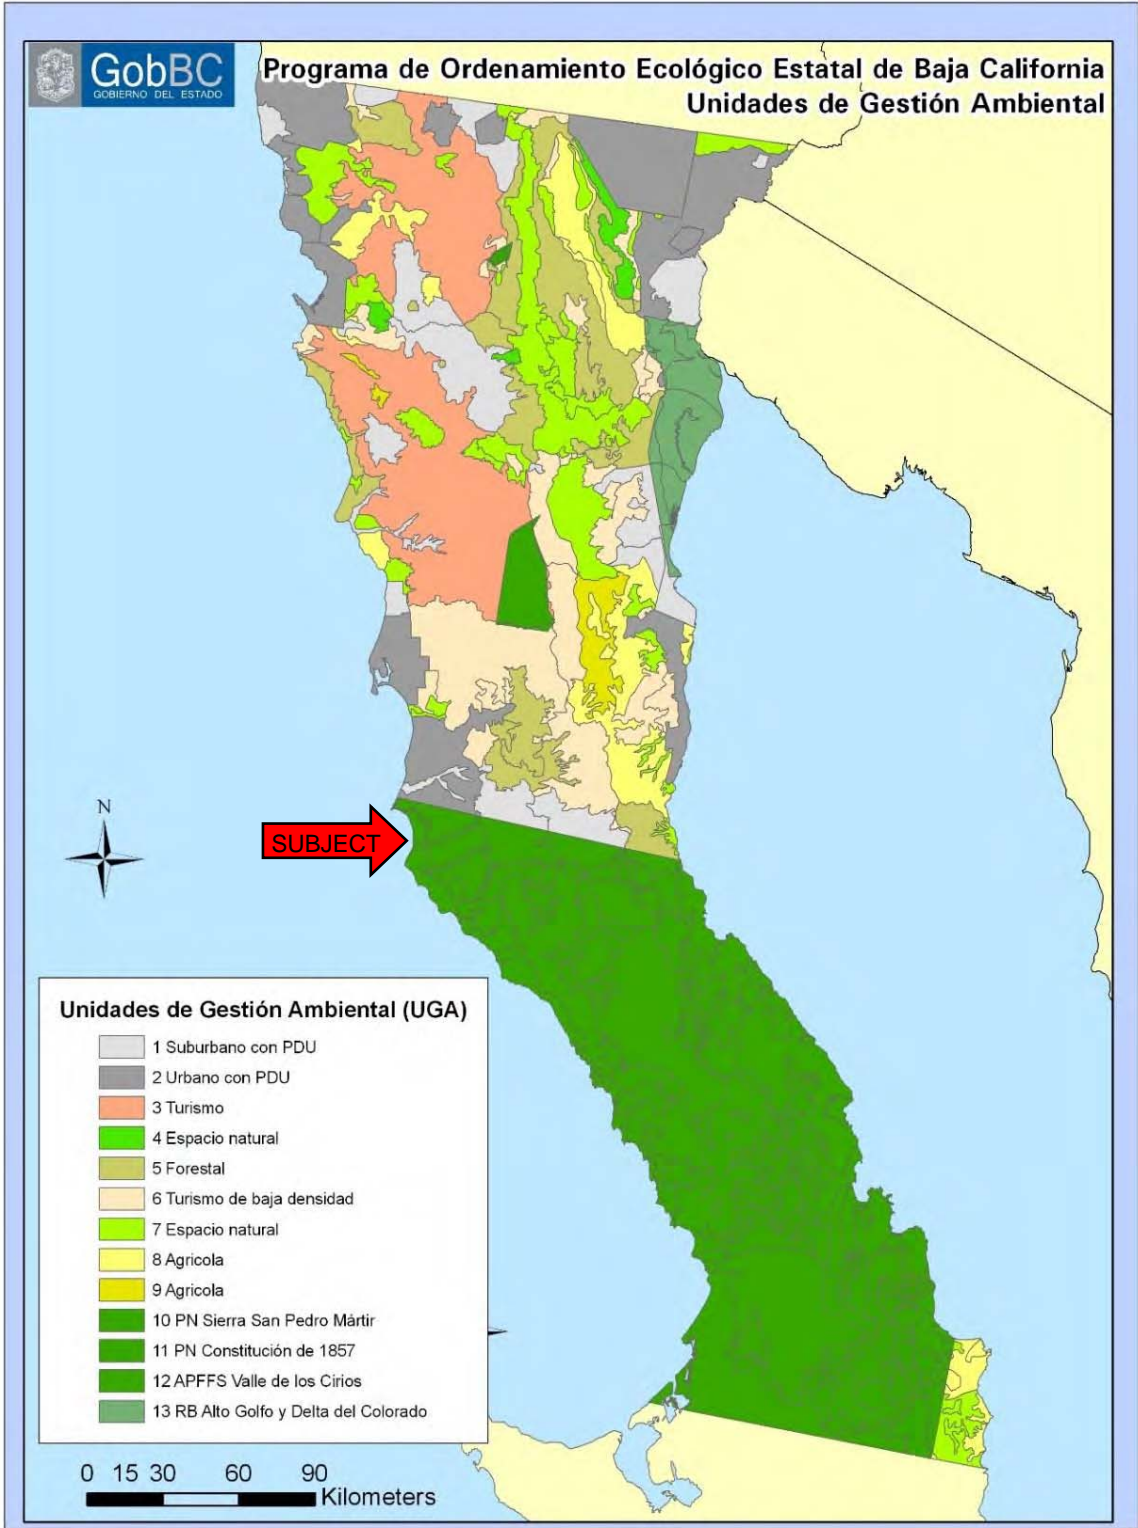 GobBC
GOBIERNO DEL ESTADO
Programa de Ordenamiento Ecológico Estatal de Baja California
Unidades de Gestión Ambiental
N
SUBJECT
Unidades de Gestión Ambiental (UGA)
1 Suburbano con PDU
2 Urbano con PDU
3 Turismo
4 Espacio natural
5 Forestal
6 Turismo de baja densidad
7 Espacio natural
8 Agricola
9 Agricola
10 PN Sierra San Pedro Mártir
11 PN Constitución de 1857
12 APFFS Valle de los Cirios
13 RB Alto Golfo y Delta del Colorado
0 15 30 60 90
Kilometers